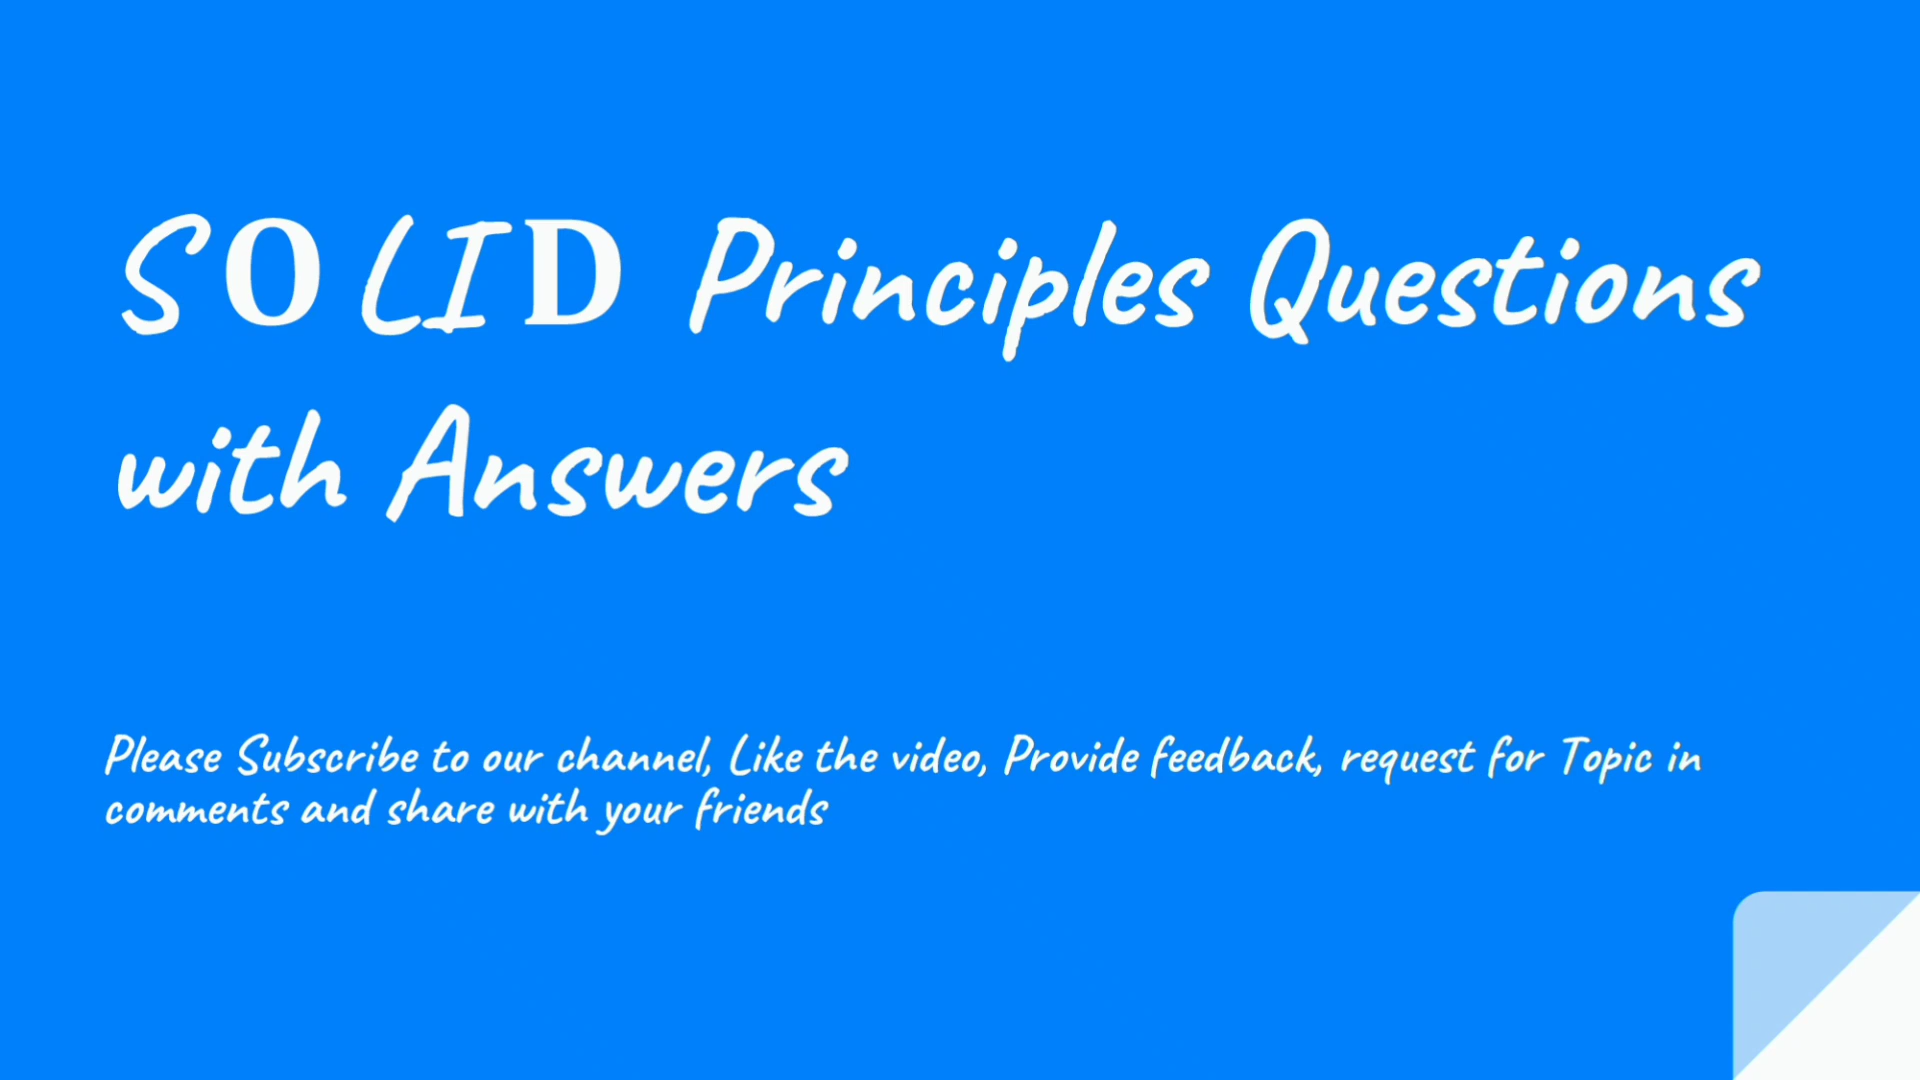 SOLID Principles Questions
with Answers
Please Subscribe to our channel, Like the video, Provide feedback, request for Topic in
comments and share with your friends